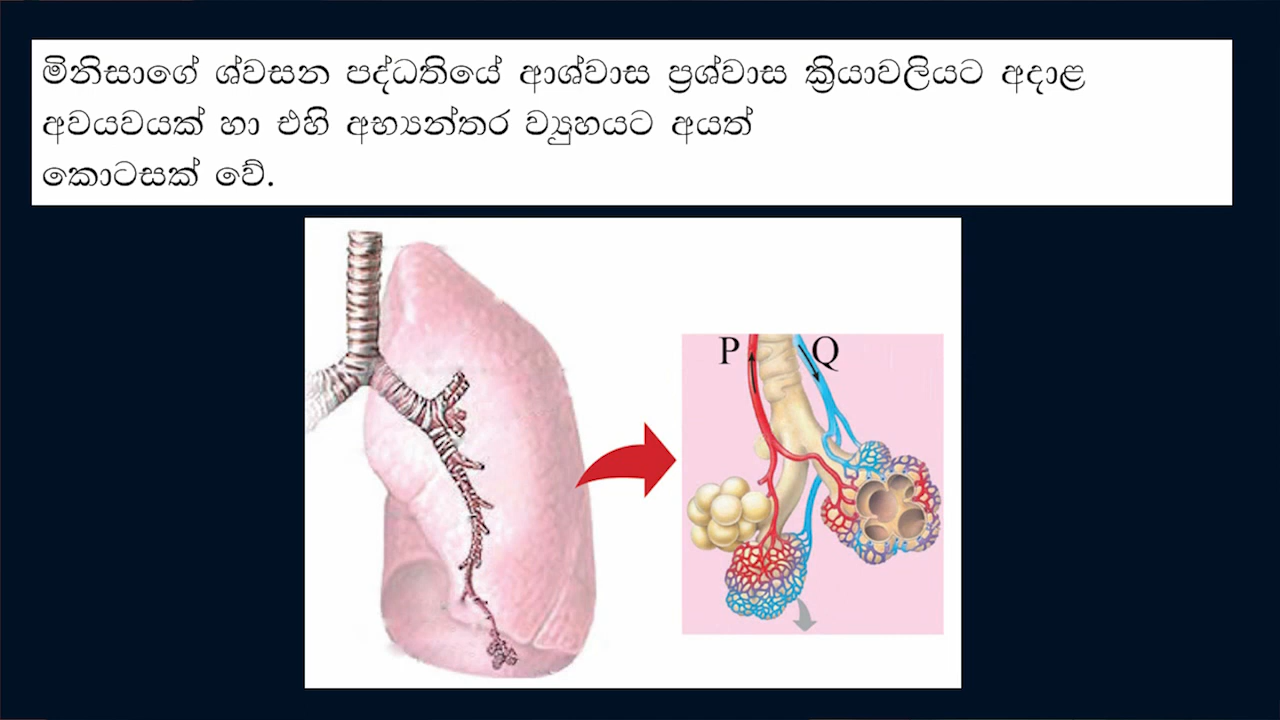 මිනිසාගේ ශ්වසන පද්ධතියේ ආශ්වාස ප්‍රශ්වාස ක්‍රියාවලියට අදාළ
අවයවයක් හා එහි අභ්‍යන්තර ව්‍යුහයට අයත්
කොටසක් වේ.
P
Q